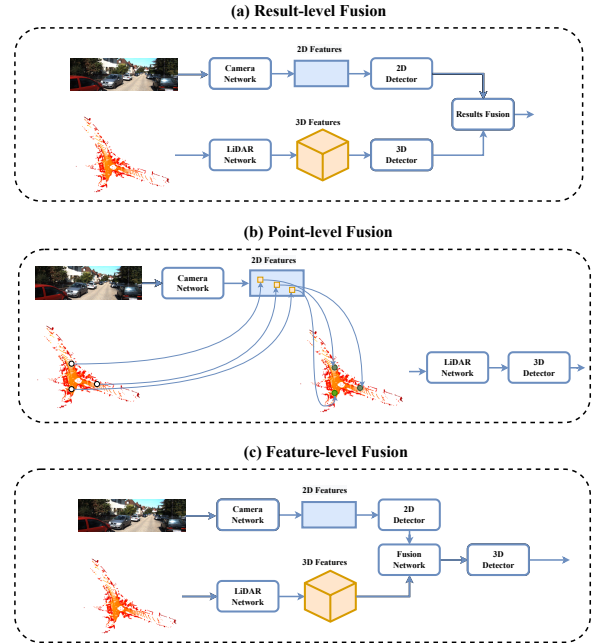 (a) Result-level Fusion
2D Features
Camera
Network
2D
Detector
Results Fusion
3D Features
LiDAR
Network
3D
Detector
(b) Point-level Fusion
2D Features
Camera
Network
LiDAR
Network
3D
Detector
(c) Feature-level Fusion
2D Features
Camera
Network
2D
Detector
Fusion
Network
3D
Detector
3D Features
LiDAR
Network